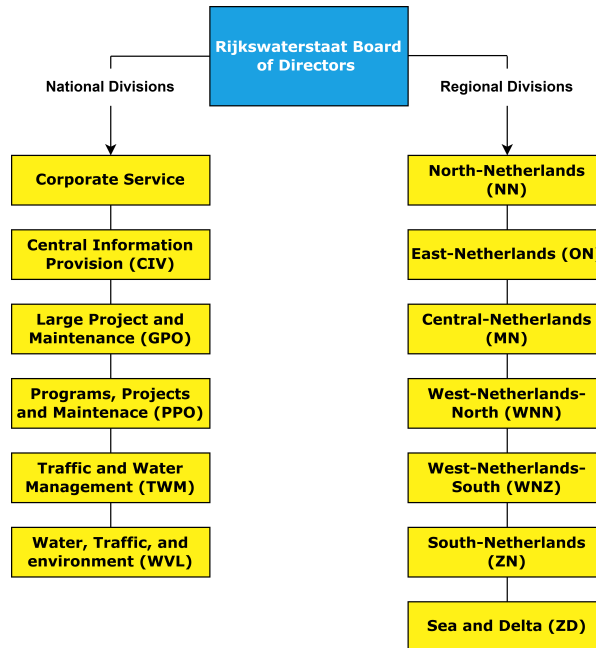 Rijkswaterstaat Board
of Directors
National Divisions
Regional Divisions
Corporate Service
Central Information
Provision (CIV)
Large Project and
Maintenance (GPO)
Programs, Projects
and Maintenace (PPO)
Traffic and Water
Management (TWM)
Water, Traffic, and
environment (WVL)
North-Netherlands
(NN)
East-Netherlands (ON)
Central-Netherlands
(MN)
West-Netherlands-
North (WNN)
West-Netherlands-
South (WNZ)
South-Netherlands
(ZN)
Sea and Delta (ZD)